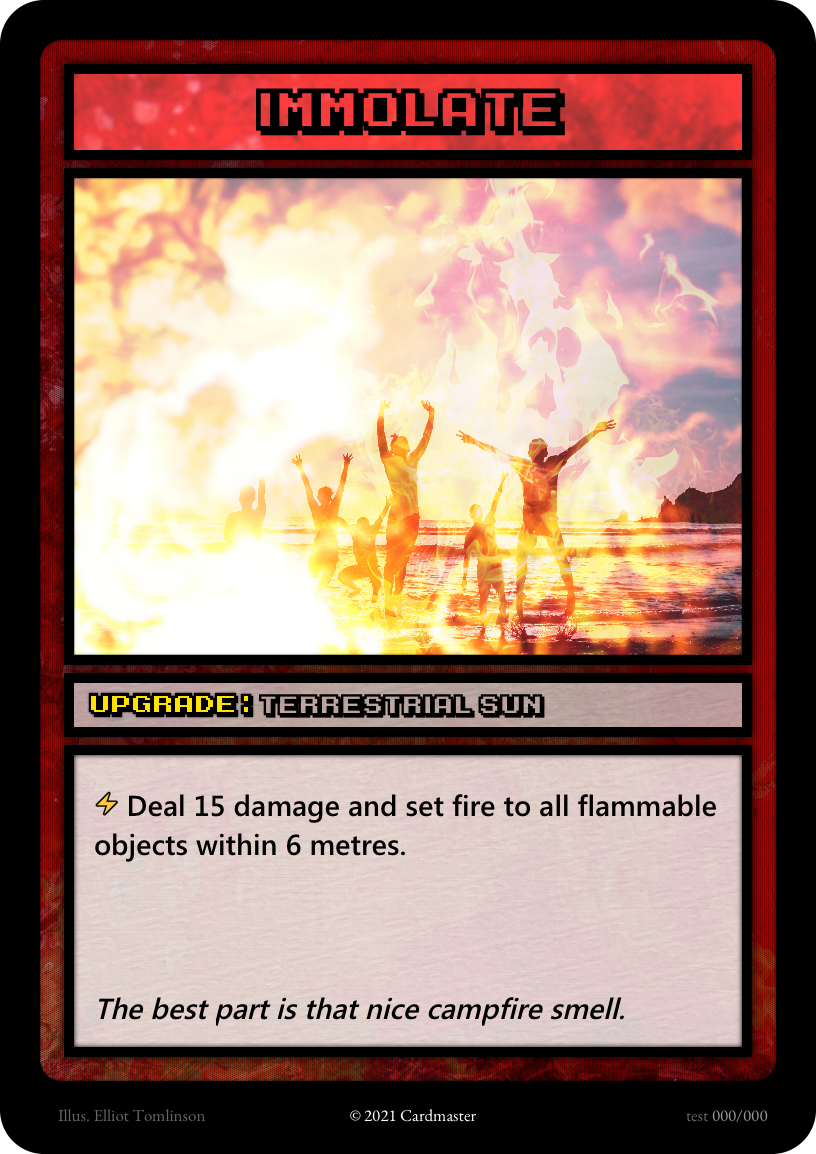 IMMOLATE
UPGRADE: TERRESTRIAL SUN
⚡ Deal 15 damage and set fire to all flammable
objects within 6 metres.
The best part is that nice campfire smell.
Illus. Elliot Tomlinson © 2021 Cardmaster test 000/000